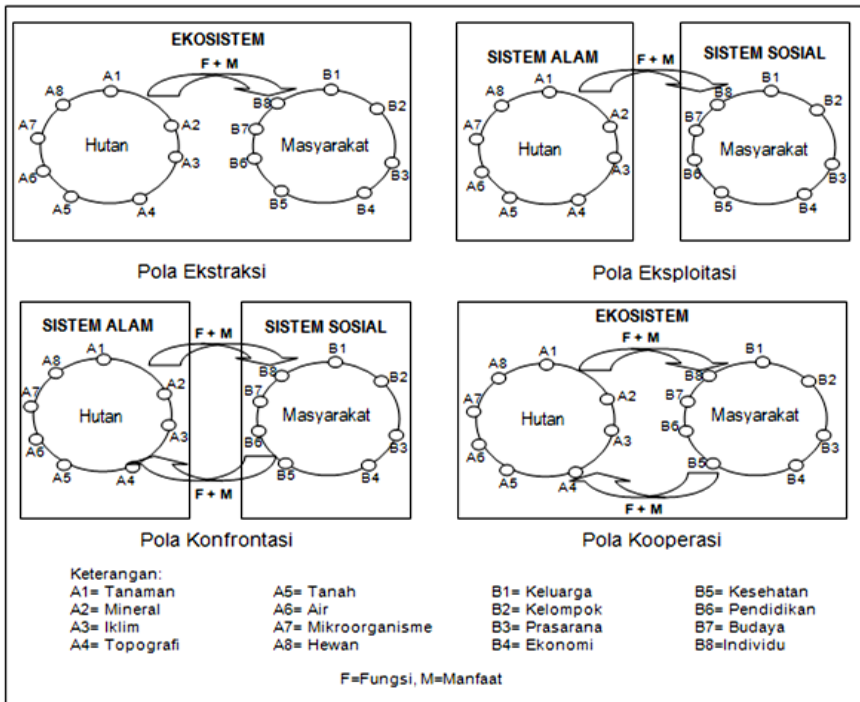 EKOSISTEM
F + M
A1
A2
A3
A4
A5
A6
A7
A8
Hutan
B1
B2
B3
B4
B5
B6
B7
B8
Masyarakat
Pola Ekstraksi
SISTEM ALAM
SISTEM SOSIAL
F + M
A1
A2
A3
A4
A5
A6
A7
A8
Hutan
B1
B2
B3
B4
B5
B6
B7
B8
Masyarakat
Pola Eksploitasi
SISTEM ALAM
SISTEM SOSIAL
F + M
A1
A2
A3
A4
A5
A6
A7
A8
Hutan
B1
B2
B3
B4
B5
B6
B7
B8
Masyarakat
F + M
Pola Konfrontasi
EKOSISTEM
F + M
A1
A2
A3
A4
A5
A6
A7
A8
Hutan
B1
B2
B3
B4
B5
B6
B7
B8
Masyarakat
F + M
Pola Kooperasi
Keterangan:
A1= Tanaman
A2= Mineral
A3= Iklim
A4= Topografi
A5= Tanah
A6= Air
A7= Mikroorganisme
A8= Hewan
B1= Keluarga
B2= Kelompok
B3= Prasarana
B4= Ekonomi
B5= Kesehatan
B6= Pendidikan
B7= Budaya
B8=Individu
F=Fungsi, M=Manfaat